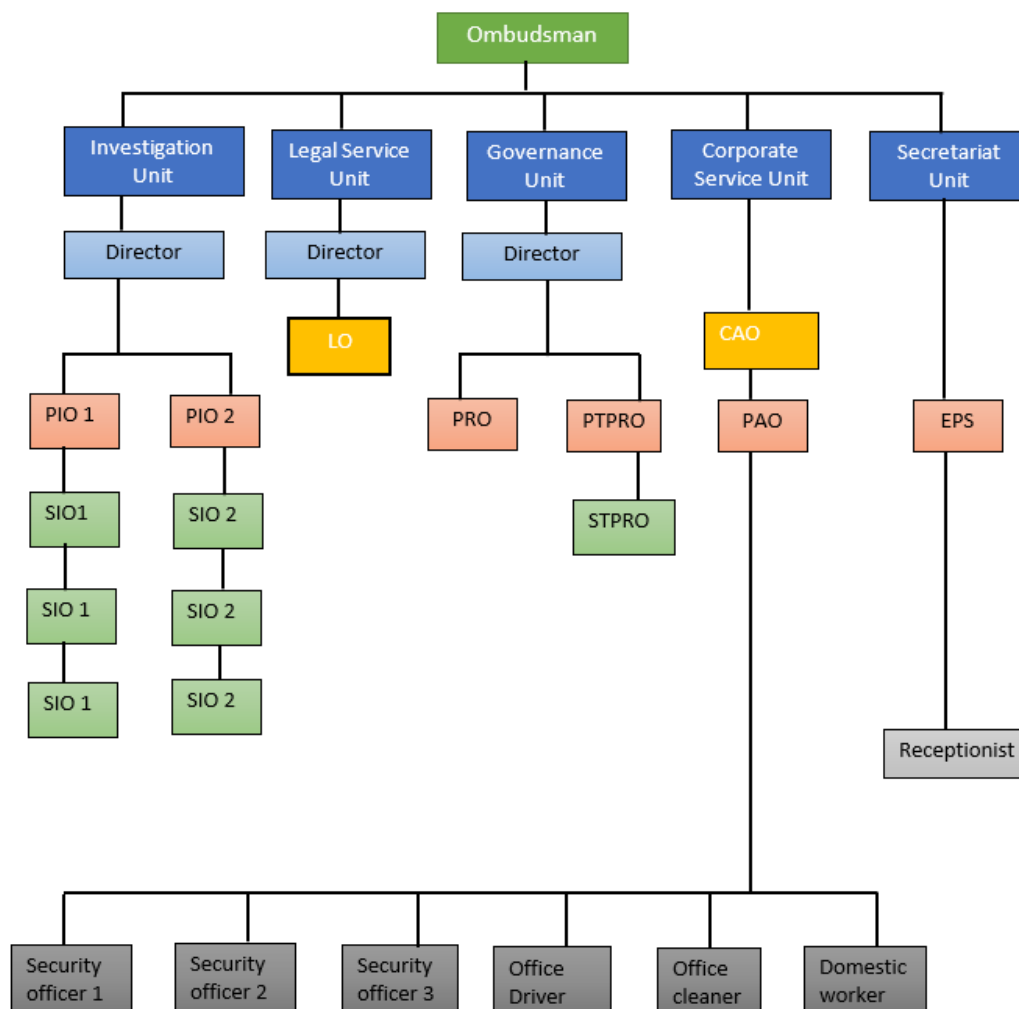 Ombudsman
Investigation
Unit
Legal Service
Unit
Governance
Unit
Corporate
Service Unit
Secretariat
Unit
Director
Director
Director
LO
CAO
PIO 1
PIO 2
PRO
PTPRO
PAO
EPS
SIO1
SIO 2
STPRO
SIO 1
SIO 2
SIO 1
SIO 2
Receptionist
Security
officer 1
Security
officer 2
Security
officer 3
Office
Driver
Office
cleaner
Domestic
worker